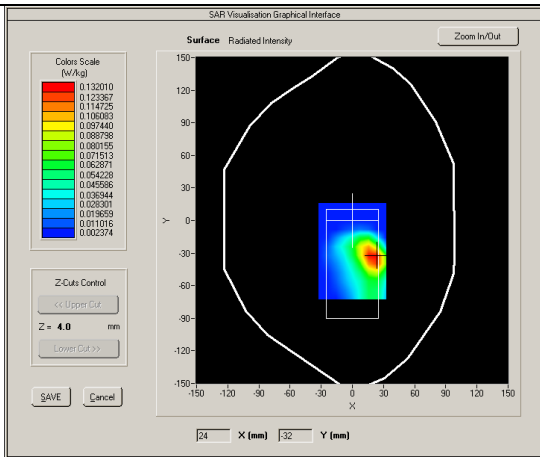 SAR Visualisation Graphical Interface
Surface Radiated Intensity
Zoom In/Out
Colors Scale
(W/kg)
0.132010
0.123367
0.114725
0.106083
0.097440
0.088798
0.080155
0.071513
0.062871
0.054228
0.045586
0.036944
0.028301
0.019659
0.011016
0.002374
Z-Cuts Control
<< Upper Cut
Z = 4.0 mm
Lower Cut >>
SAVE Cancel
150
120
90
60
30
0
-30
-60
-90
-120
-150
Y
-150 -120 -90 -60 -30 0 30 60 90 120 150
X
24 X (mm) -32 Y (mm)